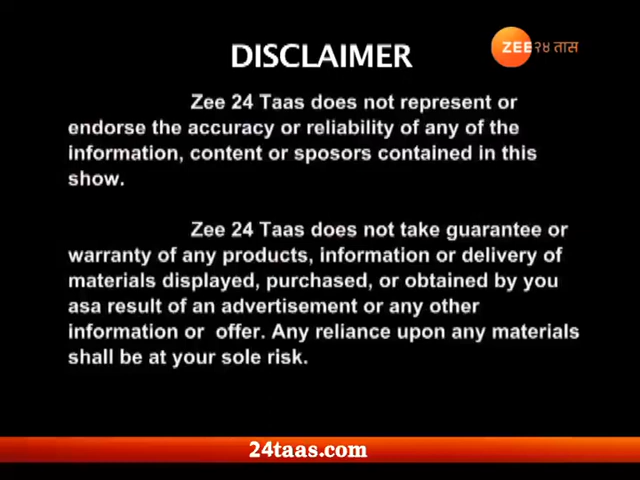 DISCLAIMER
ZEE २४ तास
Zee 24 Taas does not represent or
endorse the accuracy or reliability of any of the
information, content or sposors contained in this
show.
Zee 24 Taas does not take guarantee or
warranty of any products, information or delivery of
materials displayed, purchased, or obtained by you
asa result of an advertisement or any other
information or offer. Any reliance upon any materials
shall be at your sole risk.
24taas.com